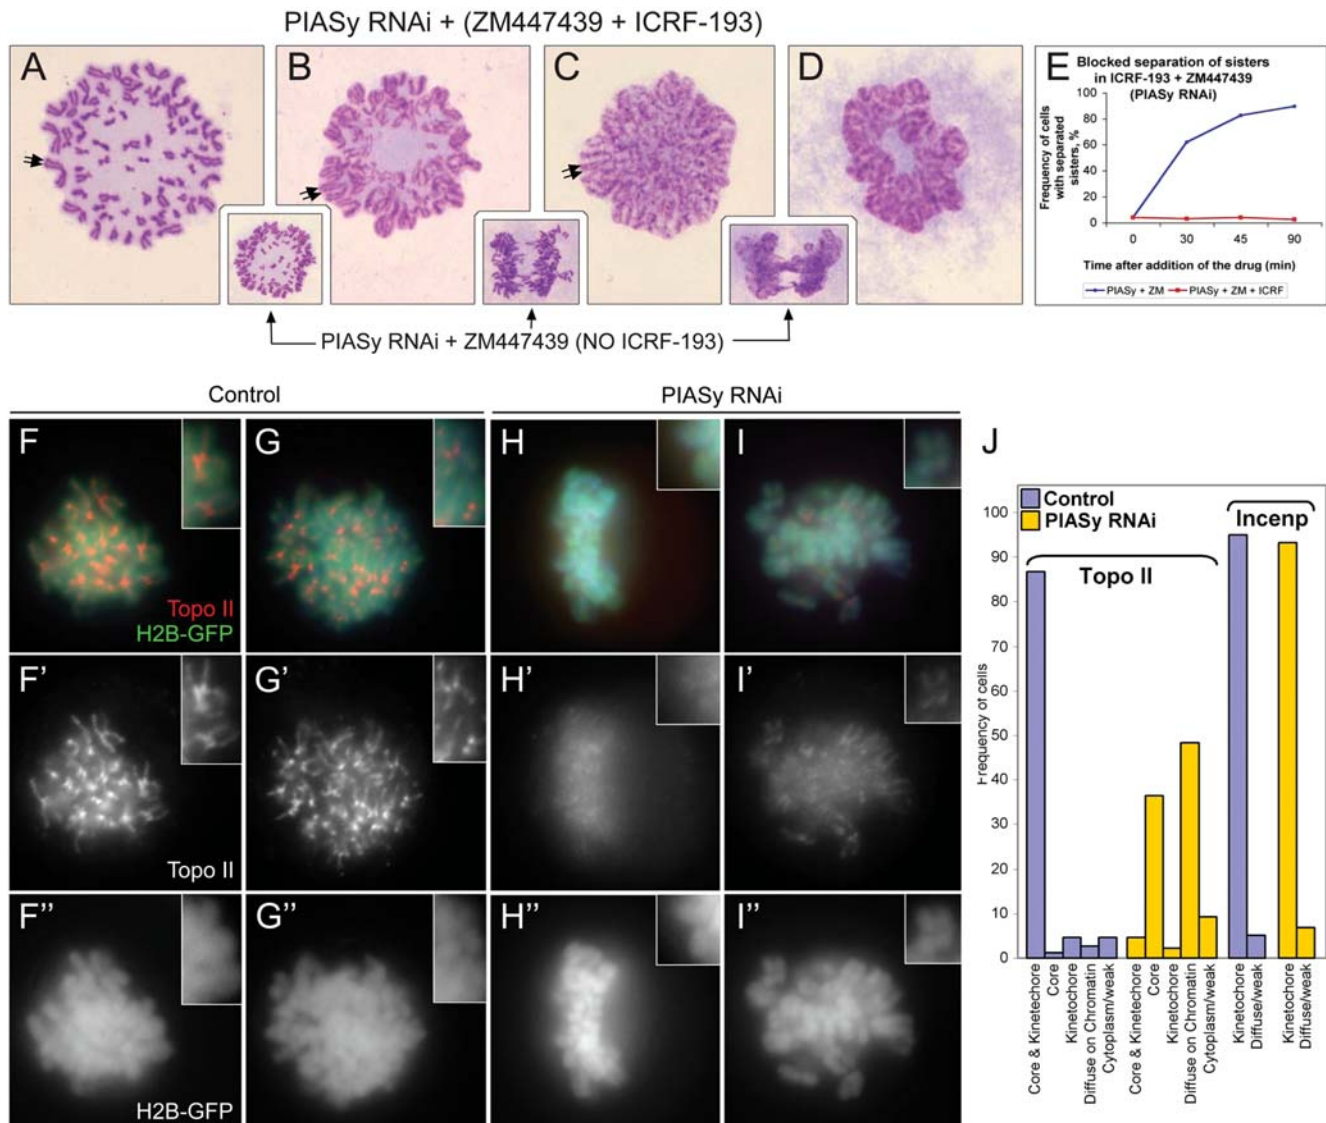 PIASy RNAi + (ZM447439 + ICRF-193)
A
B
C
D
E
Blocked separation of sisters
in ICRF-193 + ZM447439
(PIASy RNAi)
Frequency of cells
with separated
sisters, %
100
80
60
40
20
0
0 30 45 90
Time after addition of the drug (min)
PIASy + ZM PIASy + ZM + ICRF
PIASy RNAi + ZM447439 (NO ICRF-193)
Control
PIASy RNAi
F
G
H
I
Topo II
H2B-GFP
F'
G'
H'
I'
Topo II
F''
G''
H''
I''
H2B-GFP
J
Control
PIASy RNAi
Incenp
Topo II
Frequency of cells
100
90
80
70
60
50
40
30
20
10
0
Core & Kinetechore
Core
Kinetochore
Diffuse on Chromatin
Cytoplasm/weak
Core & Kinetechore
Core
Kinetochore
Diffuse on Chromatin
Cytoplasm/weak
Kinetochore
Diffuse/weak
Kinetochore
Diffuse/weak